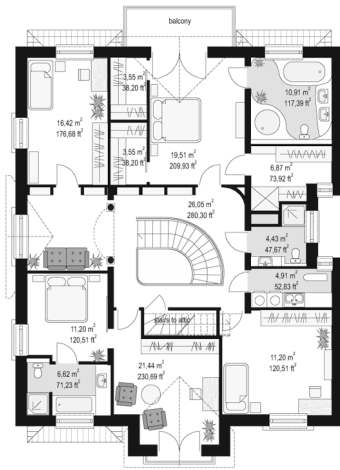 balcony
3,55 m²
38,20 ft²
10,91 m²
117,39 ft²
16,42 m²
176,68 ft²
19,51 m²
209,93 ft²
3,55 m²
38,20 ft²
6,87 m²
73,92 ft²
26,05 m²
280,30 ft²
4,43 m²
47,67 ft²
4,91 m²
52,83 ft²
11,20 m²
120,51 ft²
stairs to attic
11,20 m²
120,51 ft²
21,44 m²
230,69 ft²
6,62 m²
71,23 ft²